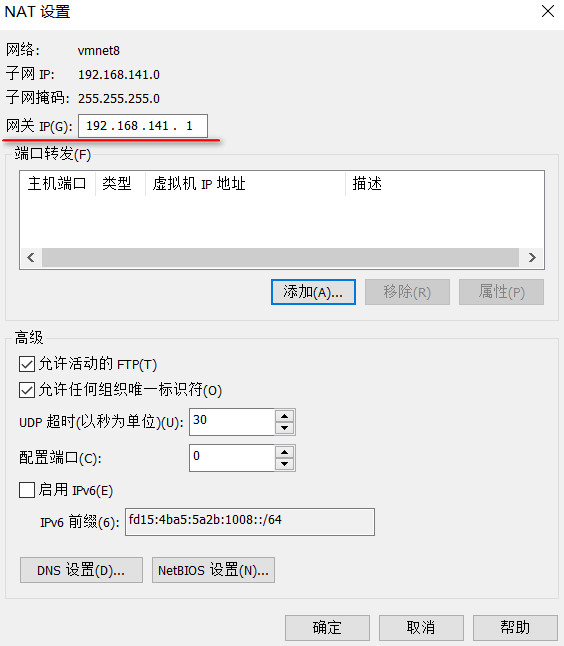 NAT 设置
网络: vmnet8
子网 IP: 192.168.141.0
子网掩码: 255.255.255.0
网关 IP(G): 192 . 168 . 141 . 1
端口转发(F)
主机端口 类型 虚拟机 IP 地址 描述
添加(A)... 移除(R) 属性(P)
高级
允许活动的 FTP(T)
允许任何组织唯一标识符(O)
UDP 超时(以秒为单位)(U): 30
配置端口(C): 0
启用 IPv6(E)
IPv6 前缀(6): fd15:4ba5:5a2b:1008::/64
DNS 设置(D)... NetBIOS 设置(N)...
确定 取消 帮助